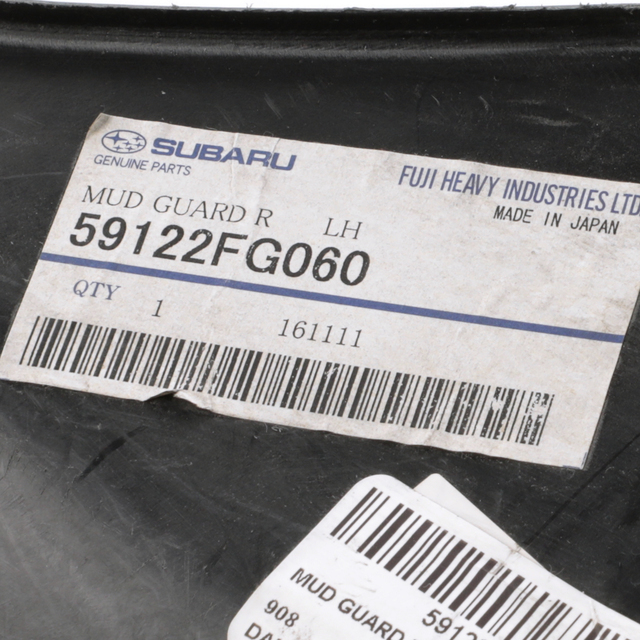 SUBARU
GENUINE PARTS
FUJI HEAVY INDUSTRIES LTD
MADE IN JAPAN
MUD GUARD R LH
59122FG060
QTY 1 161111
MUD GUARD
5912
908